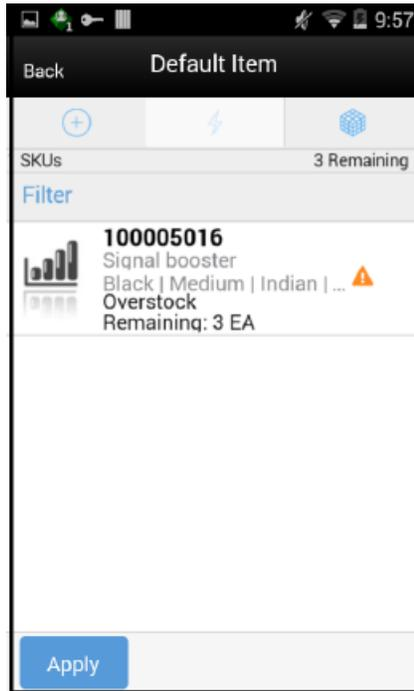 9:57
Back Default Item
SKUs 3 Remaining
Filter
100005016
Signal booster
Black | Medium | Indian | ...
Overstock
Remaining: 3 EA
Apply